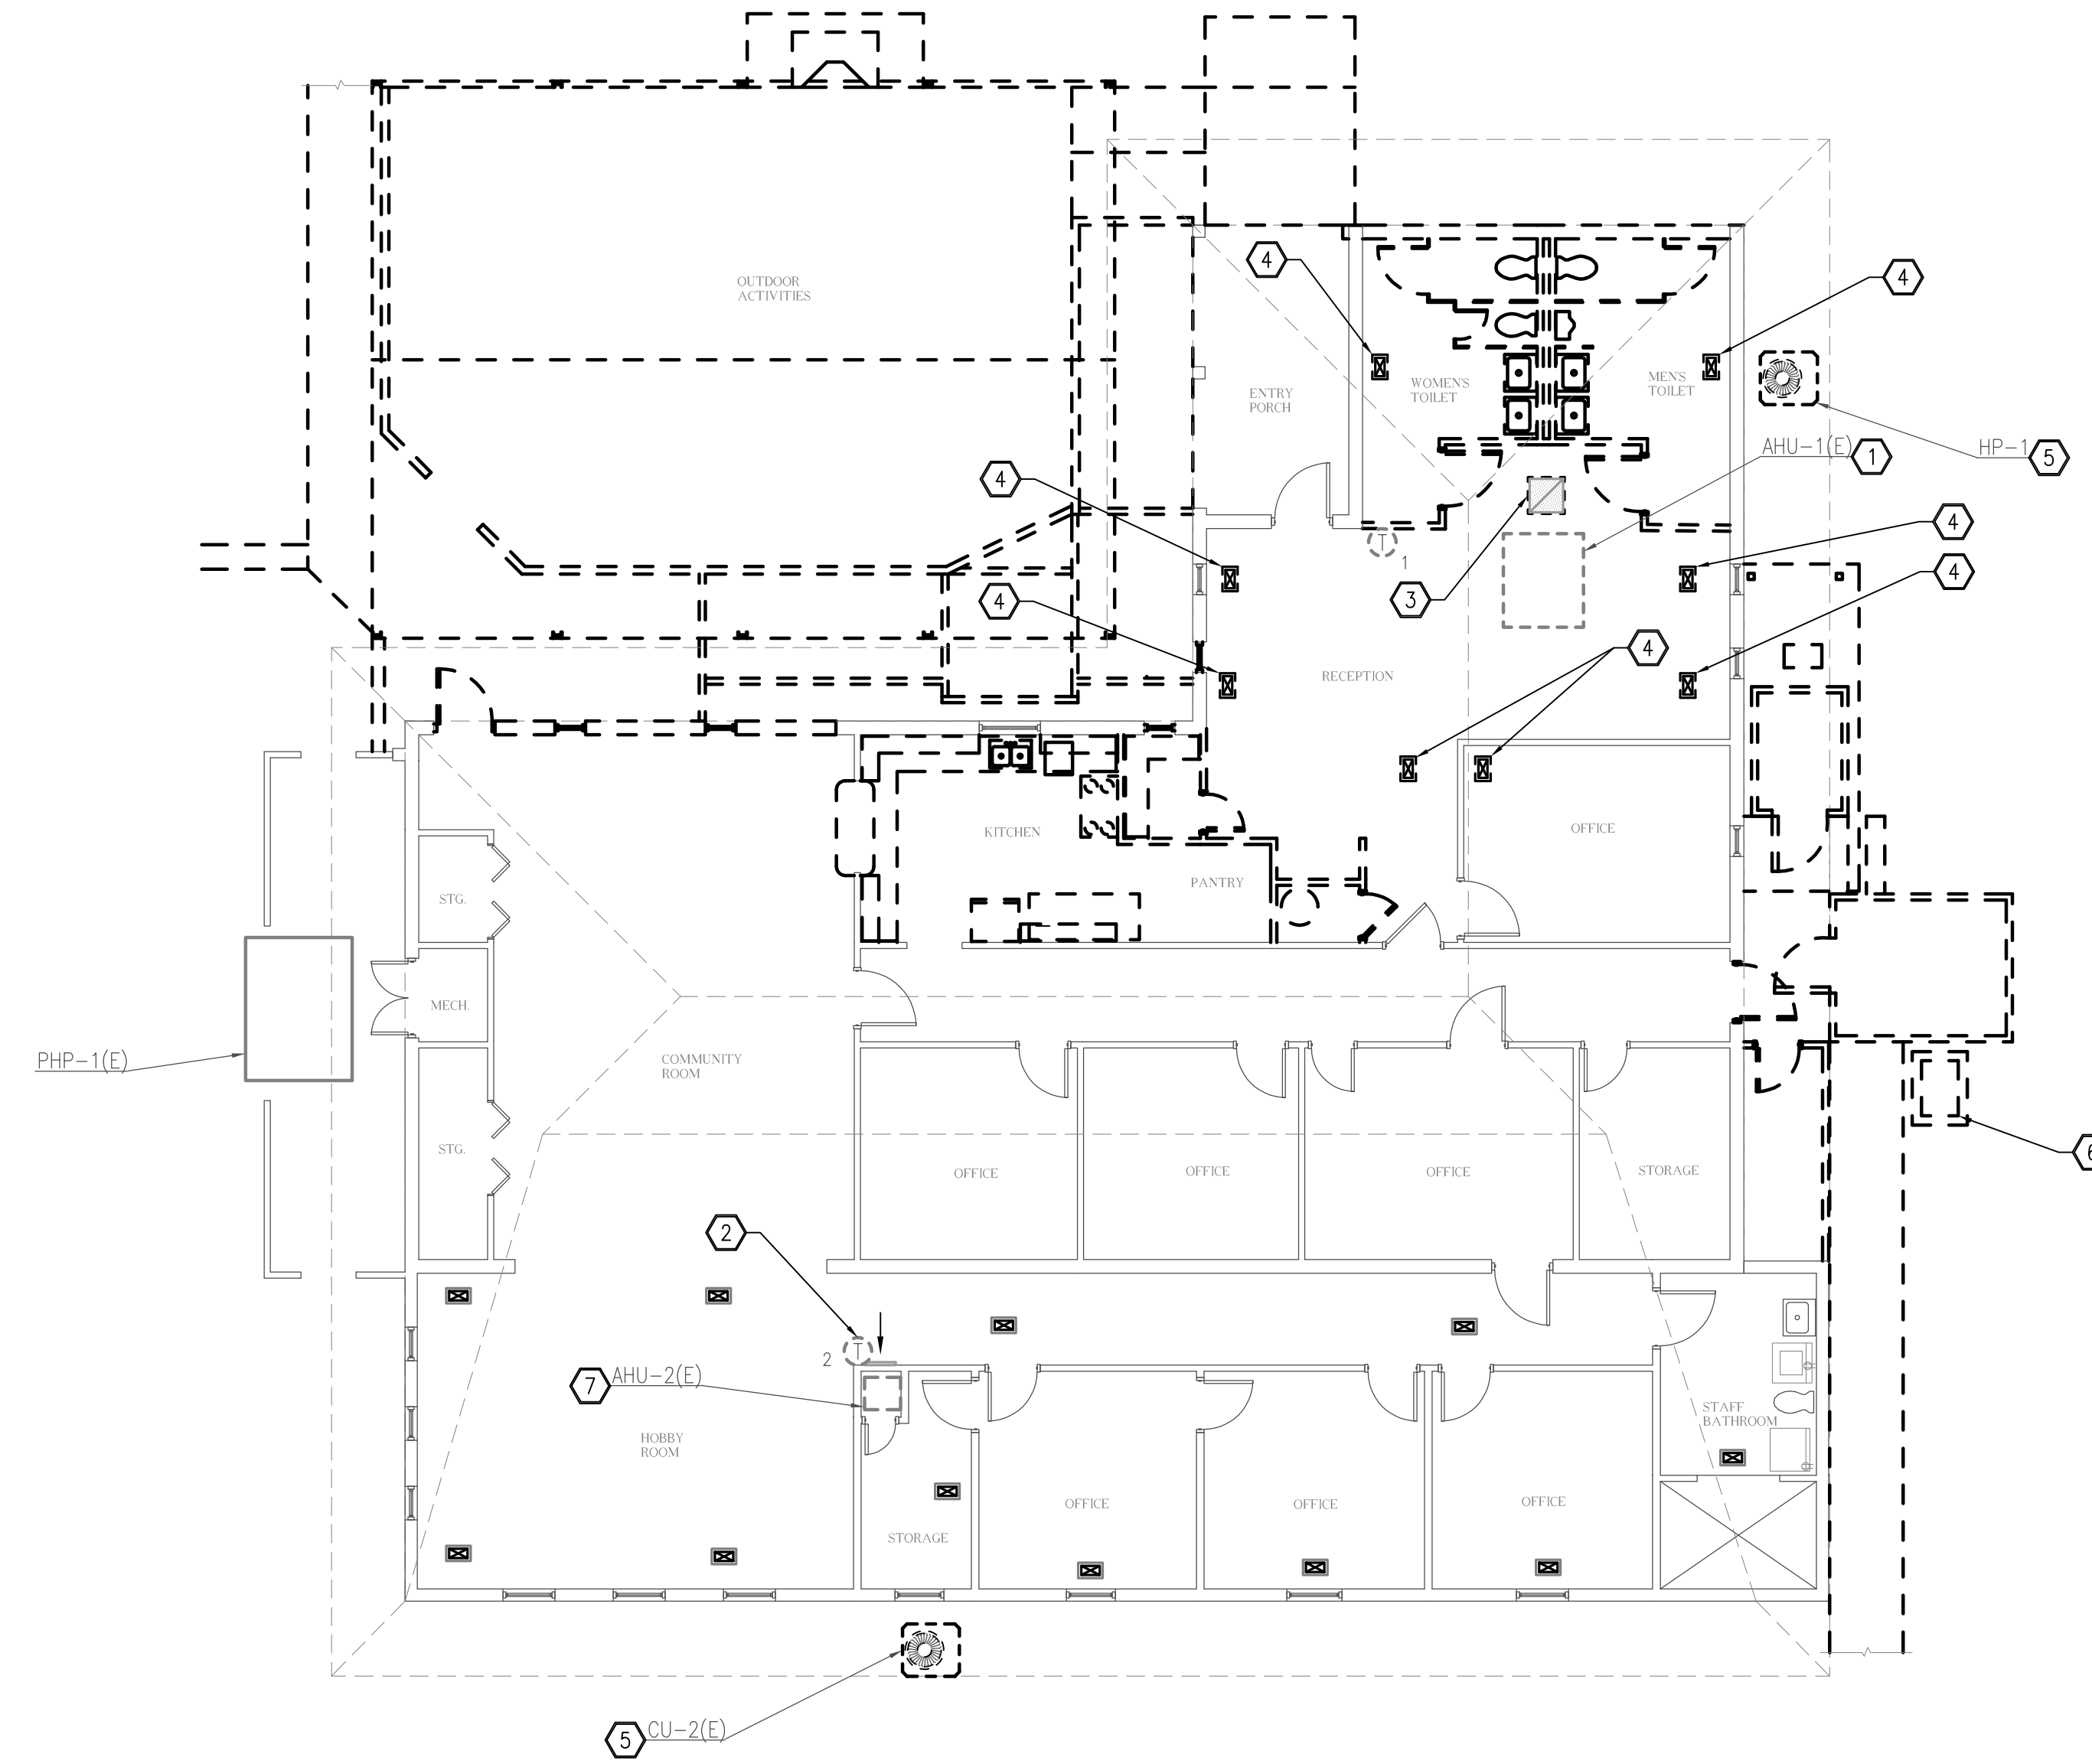 OUTDOOR
ACTIVITIES
4
4
ENTRY
PORCH
WOMEN'S
TOILET
MEN'S
TOILET
AHU-1(E) 1
HP-1 5
4
4
T
1
3
4
4
4
RECEPTION
KITCHEN
OFFICE
PANTRY
STG.
MECH.
PHP-1(E)
COMMUNITY
ROOM
STG.
OFFICE
OFFICE
OFFICE
STORAGE
6
2
T
2
7 AHU-2(E)
HOBBY
ROOM
STAFF
BATHROOM
STORAGE
OFFICE
OFFICE
OFFICE
5 CU-2(E)